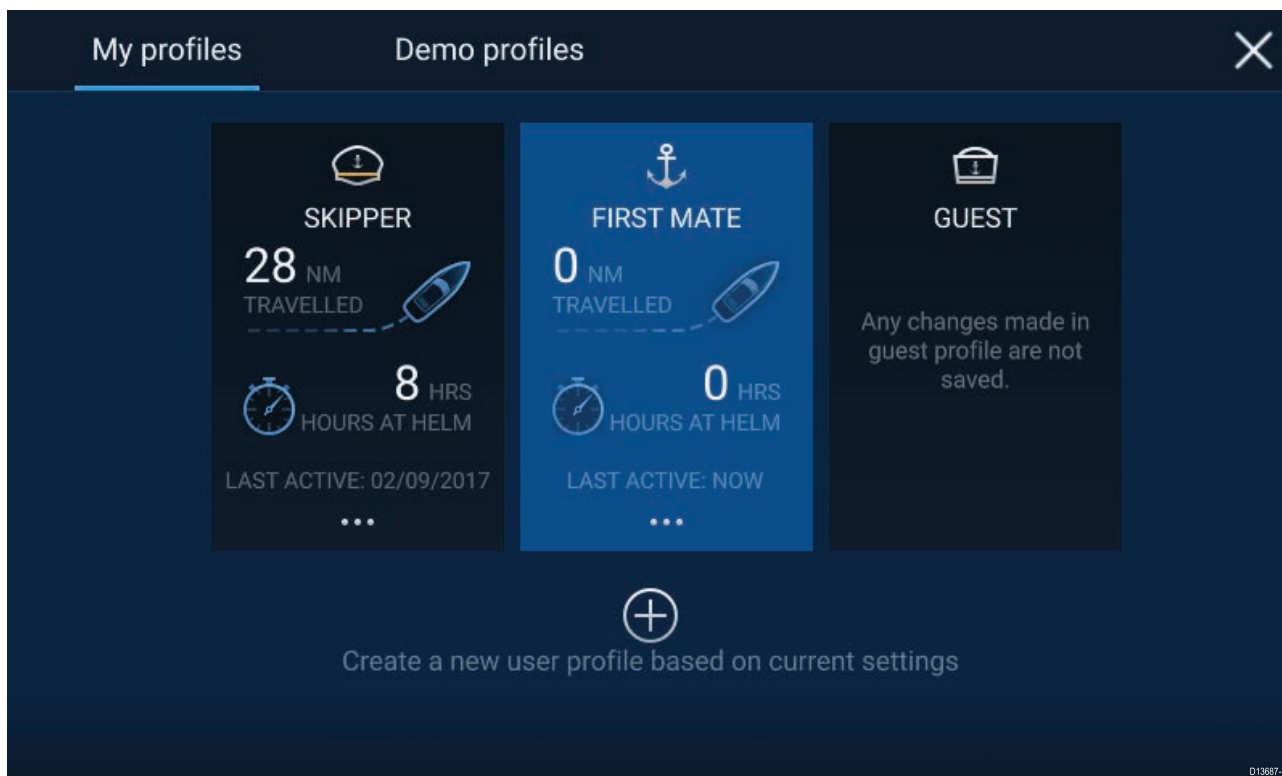 My profiles
Demo profiles
SKIPPER
28 NM
TRAVELLED
8 HRS
HOURS AT HELM
LAST ACTIVE: 02/09/2017
FIRST MATE
0 NM
TRAVELLED
0 HRS
HOURS AT HELM
LAST ACTIVE: NOW
GUEST
Any changes made in
guest profile are not
saved.
Create a new user profile based on current settings
D13687-